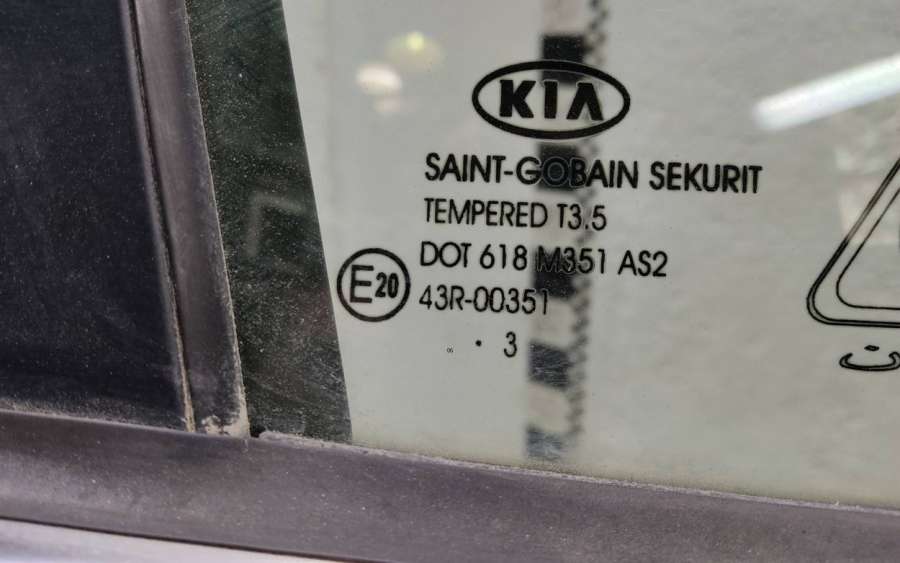 KIA
SAINT-GOBAIN SEKURIT
TEMPERED T3.5
DOT 618 M351 AS2
E20
43R-00351
· 3